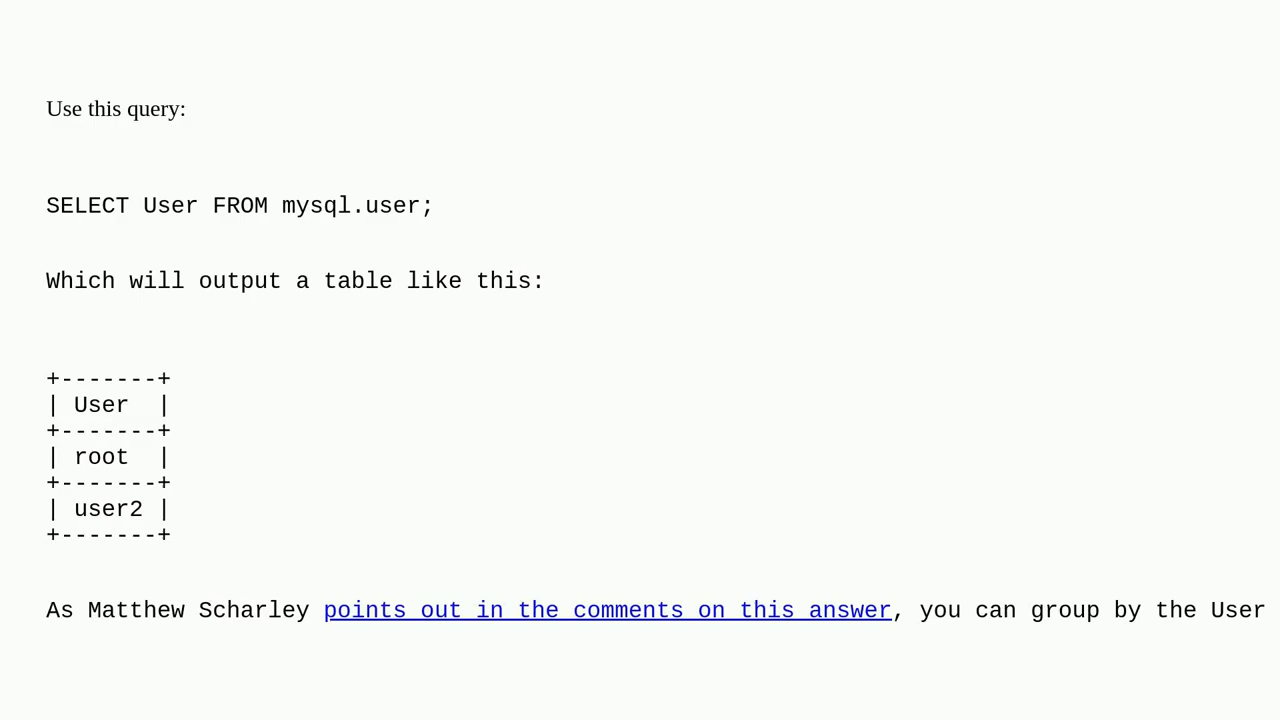 Use this query:
SELECT User FROM mysql.user;
Which will output a table like this:
+-------+
| User  |
+-------+
| root  |
+-------+
| user2 |
+-------+
As Matthew Scharley points out in the comments on this answer, you can group by the User